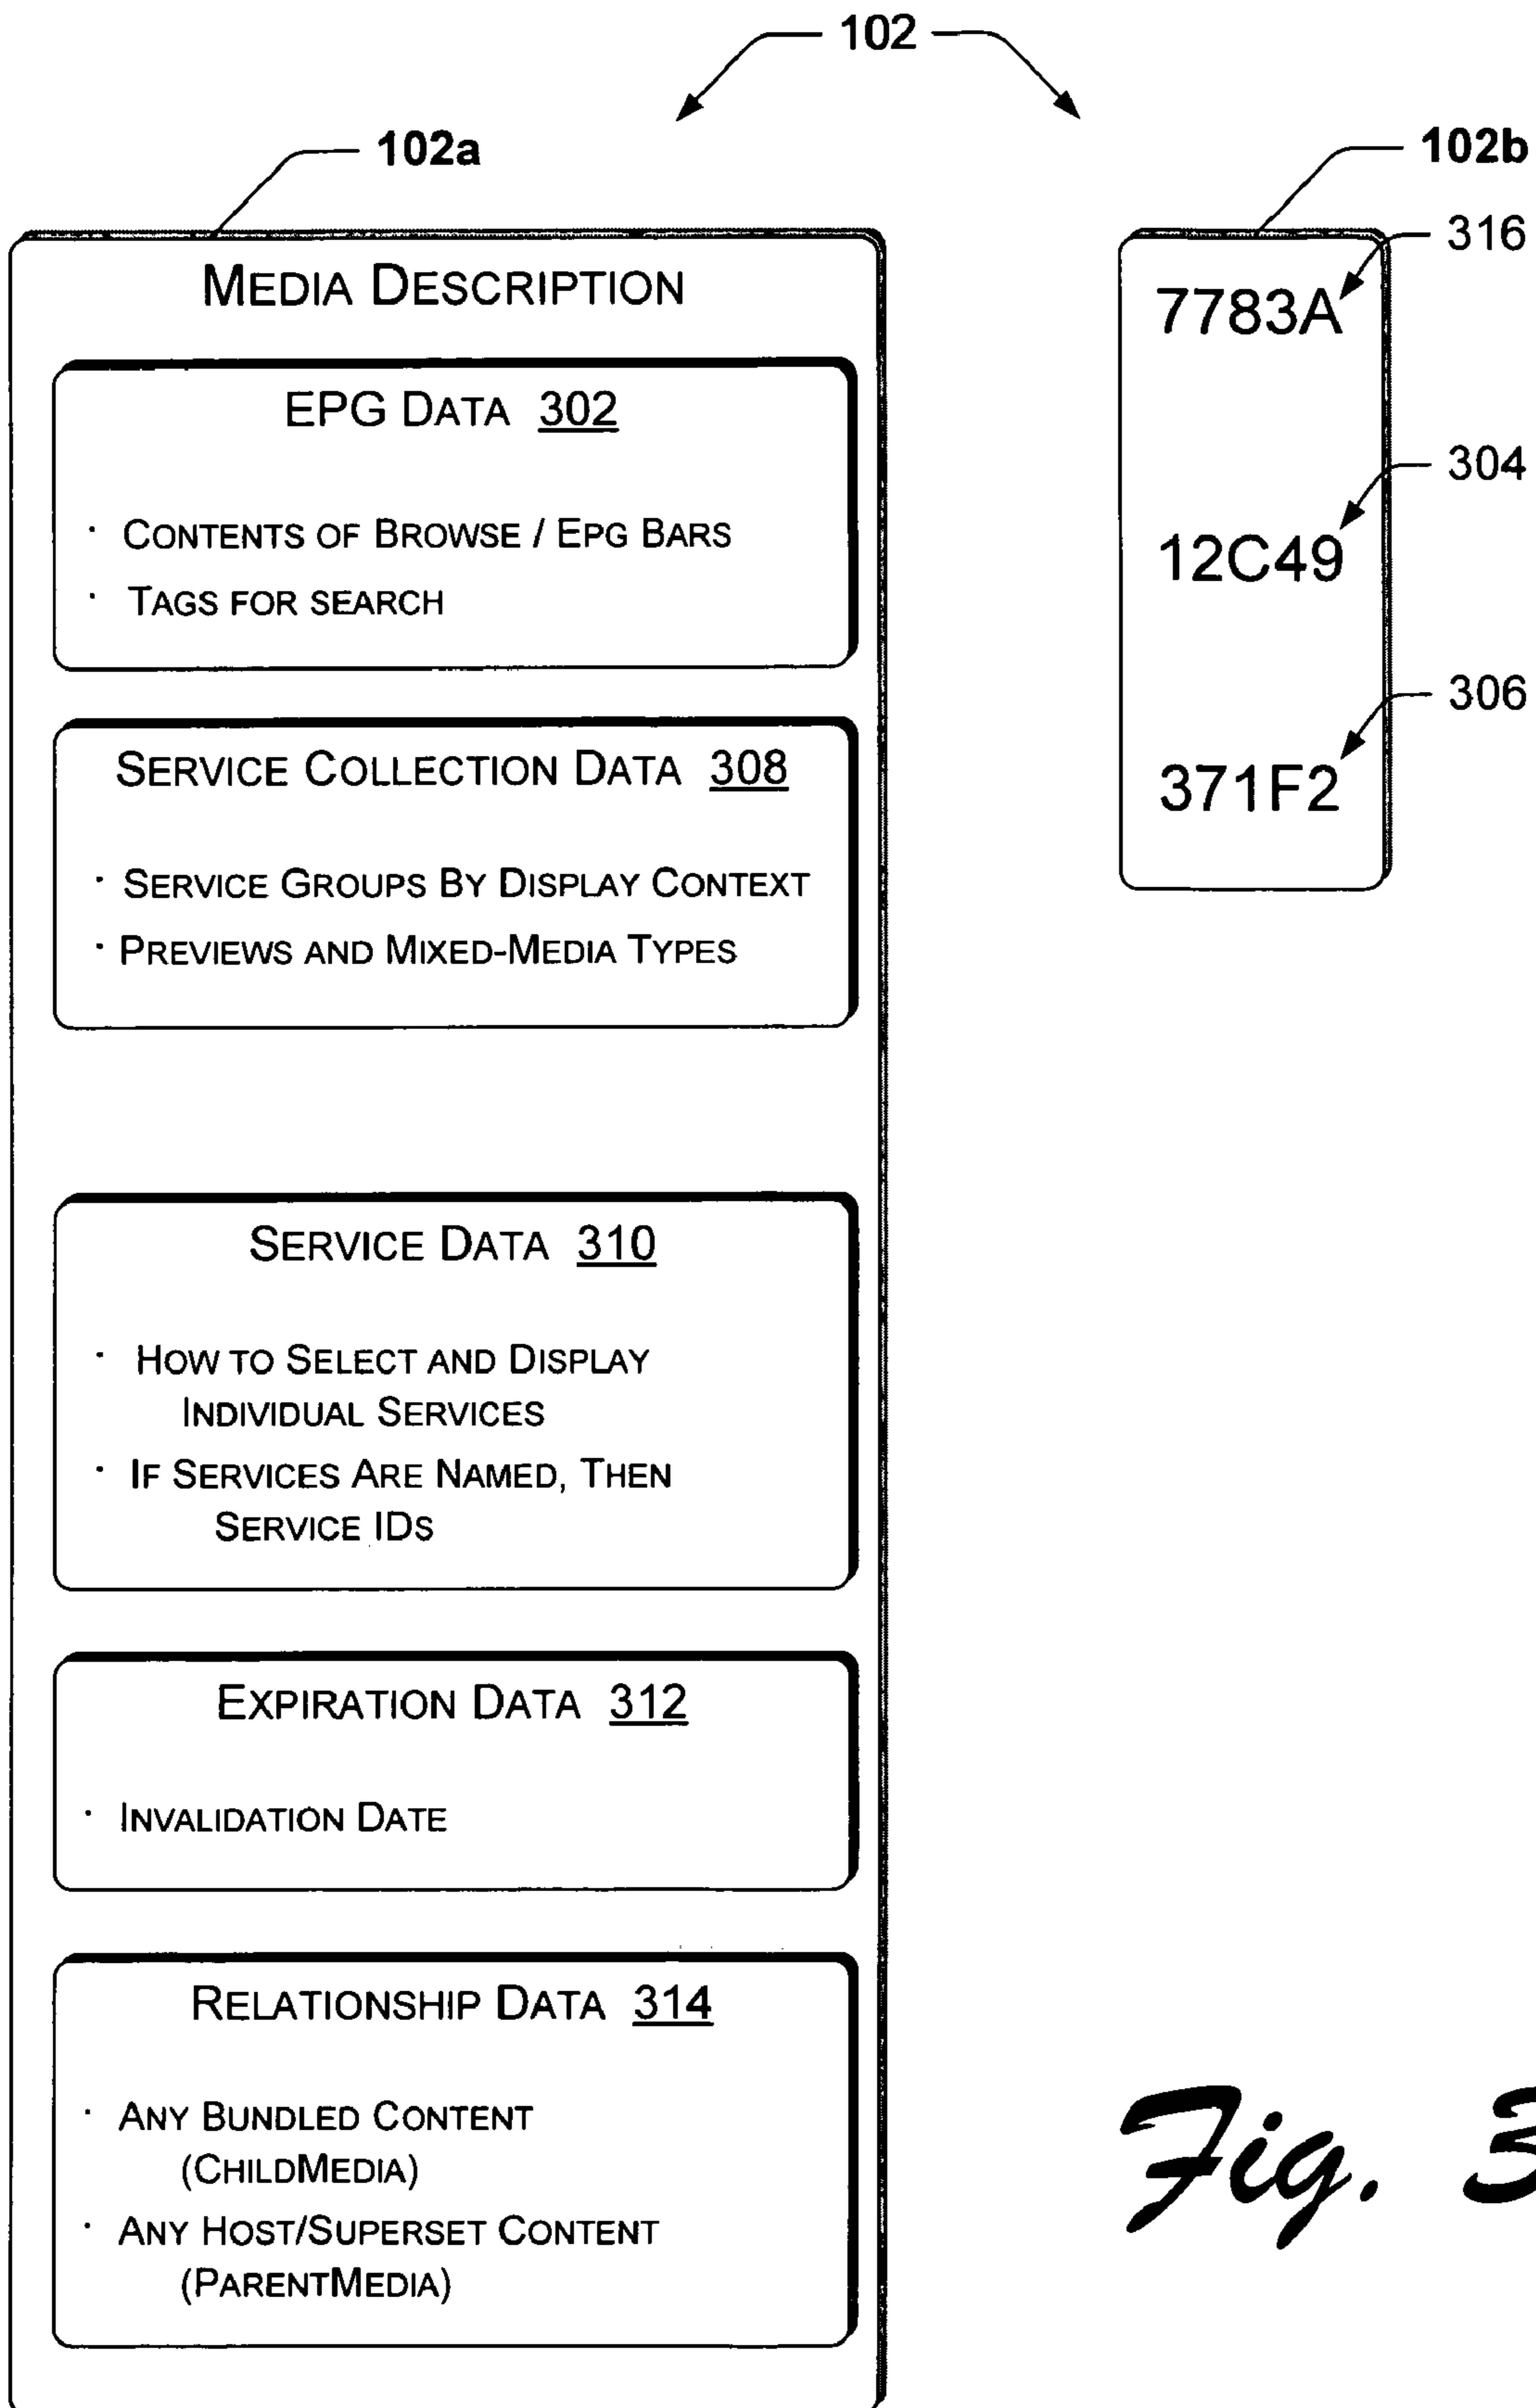 102
102a
102b
MEDIA DESCRIPTION
EPG DATA 302
· CONTENTS OF BROWSE / EPG BARS
· TAGS FOR SEARCH
SERVICE COLLECTION DATA 308
· SERVICE GROUPS BY DISPLAY CONTEXT
· PREVIEWS AND MIXED-MEDIA TYPES
SERVICE DATA 310
· HOW TO SELECT AND DISPLAY
INDIVIDUAL SERVICES
· IF SERVICES ARE NAMED, THEN
SERVICE IDS
EXPIRATION DATA 312
· INVALIDATION DATE
RELATIONSHIP DATA 314
· ANY BUNDLED CONTENT
(CHILDMEDIA)
· ANY HOST/SUPERSET CONTENT
(PARENTMEDIA)
316
7783A
304
12C49
306
371F2
Fig. 3